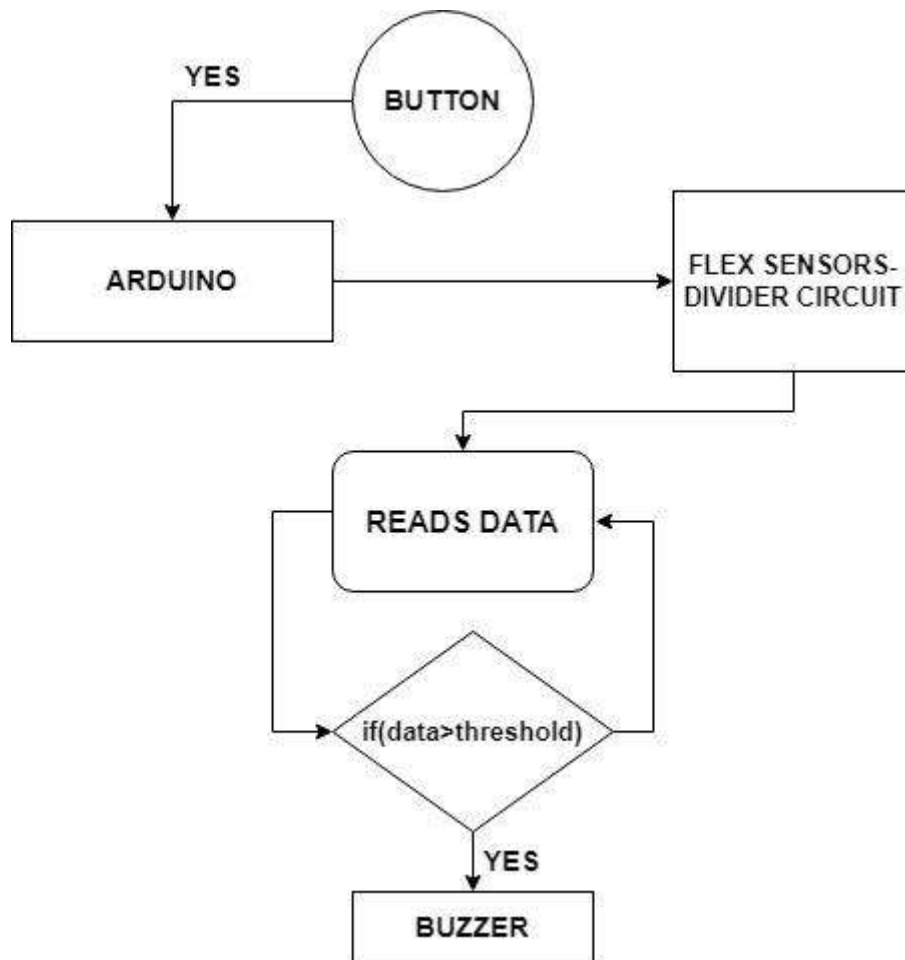 YES
BUTTON
ARDUINO
FLEX SENSORS-
DIVIDER CIRCUIT
READS DATA
if(data>threshold)
YES
BUZZER